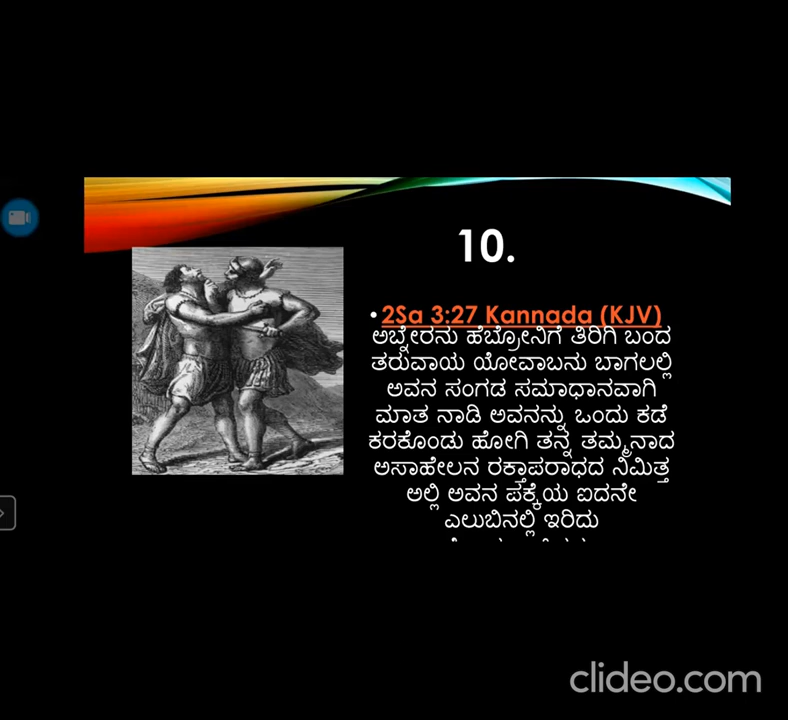 10.
• 2Sa 3:27 Kannada (KJV)
ಅಬ್ನೇರನು ಹೆಬ್ರೋನಿಗೆ ತಿರಿಗಿ ಬಂದ
ತರುವಾಯ ಯೋವಾಬನು ಬಾಗಲಲ್ಲಿ
ಅವನ ಸಂಗಡ ಸಮಾಧಾನವಾಗಿ
ಮಾತ ನಾಡಿ ಅವನನ್ನು ಒಂದು ಕಡೆ
ಕರಕೊಂಡು ಹೋಗಿ ತನ್ನ ತಮ್ಮನಾದ
ಅಸಾಹೇಲನ ರಕ್ತಾಪರಾಧದ ನಿಮಿತ್ತ
ಅಲ್ಲಿ ಅವನ ಪಕ್ಕೆಯ ಐದನೇ
ಎಲುಬಿನಲ್ಲಿ ಇರಿದು
clideo.com